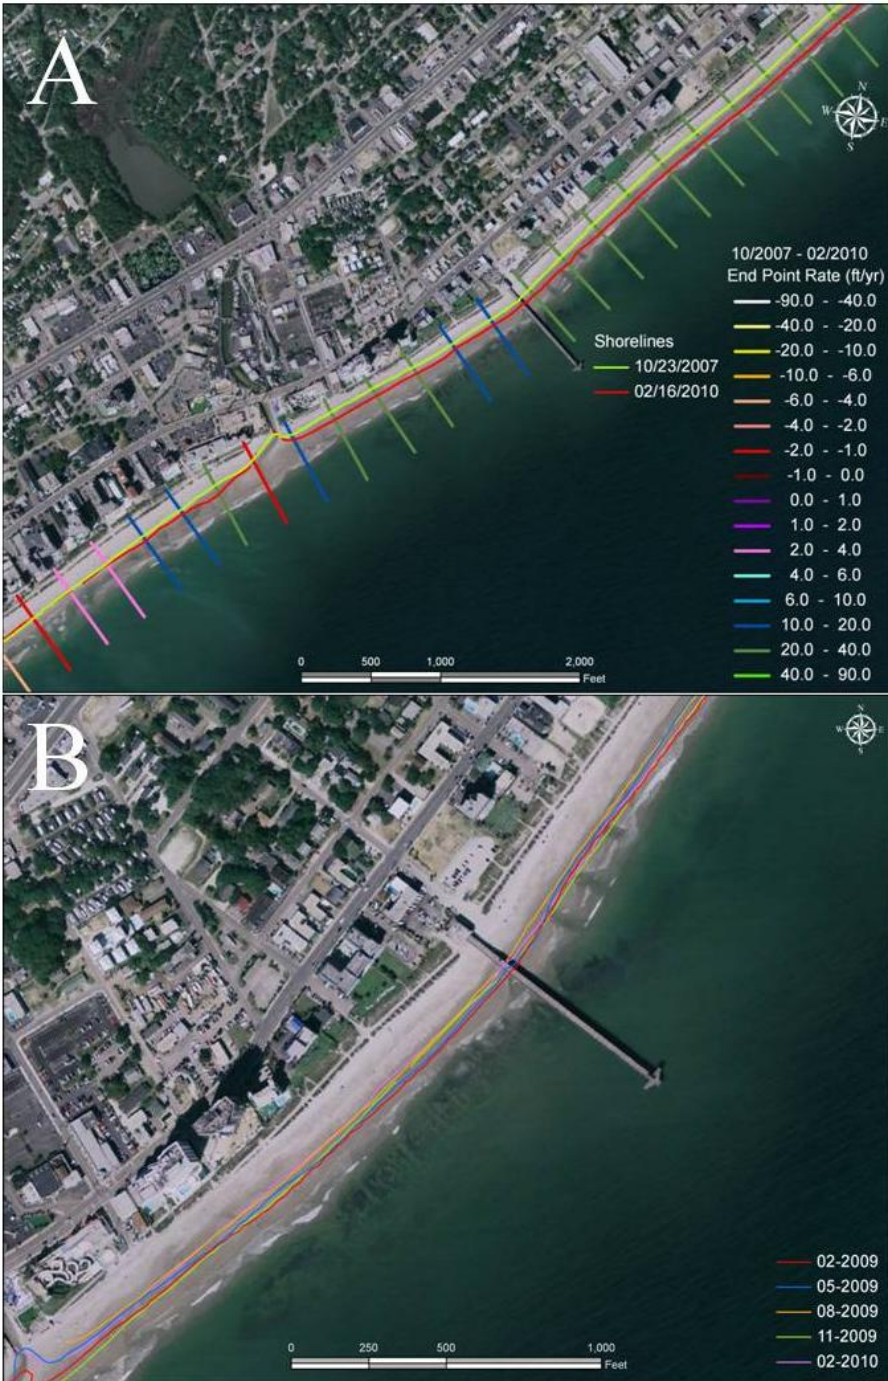 A
N
W E
S
10/2007 - 02/2010
End Point Rate (ft/yr)
-90.0 - -40.0
-40.0 - -20.0
-20.0 - -10.0
-10.0 - -6.0
-6.0 - -4.0
-4.0 - -2.0
-2.0 - -1.0
-1.0 - 0.0
0.0 - 1.0
1.0 - 2.0
2.0 - 4.0
4.0 - 6.0
6.0 - 10.0
10.0 - 20.0
20.0 - 40.0
40.0 - 90.0
Shorelines
10/23/2007
02/16/2010
0 500 1,000 2,000
Feet
B
N
W E
S
02-2009
05-2009
08-2009
11-2009
02-2010
0 250 500 1,000
Feet